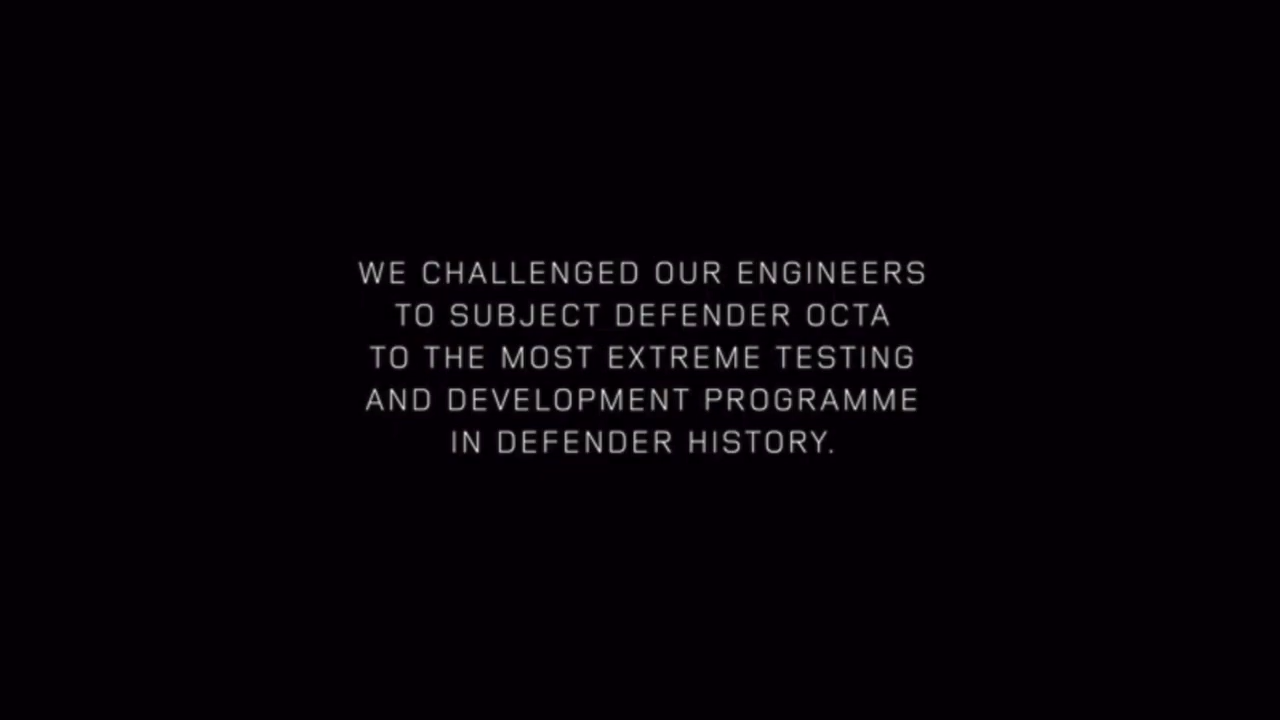 WE CHALLENGED OUR ENGINEERS
TO SUBJECT DEFENDER OCTA
TO THE MOST EXTREME TESTING
AND DEVELOPMENT PROGRAMME
IN DEFENDER HISTORY.